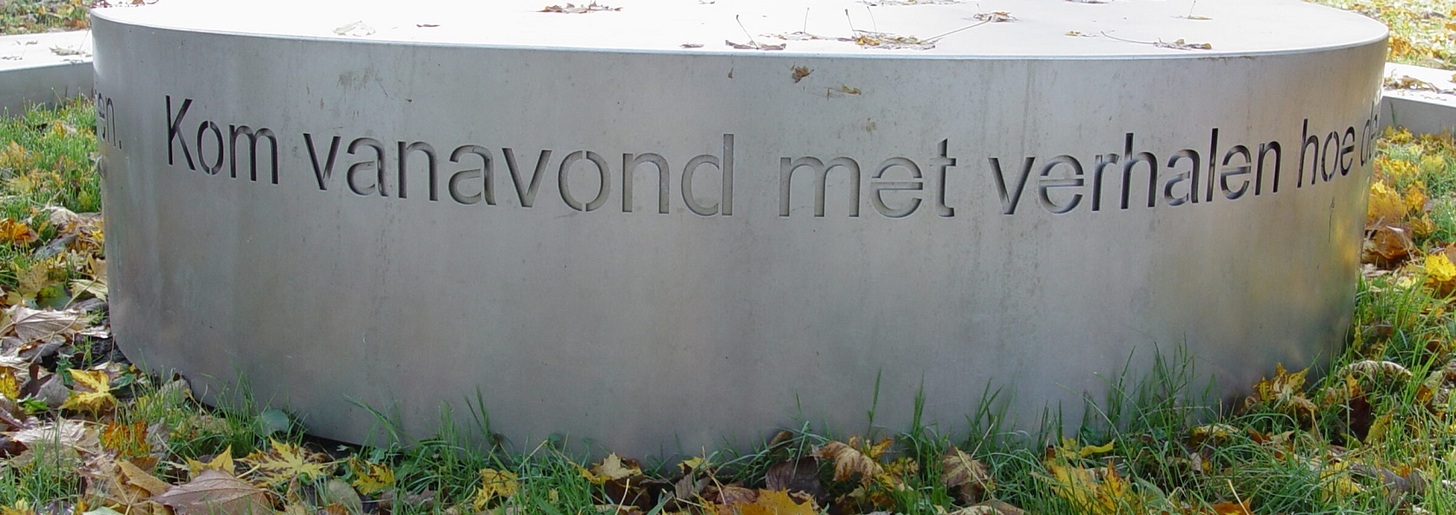 Kom vanavond met verhalen hoe